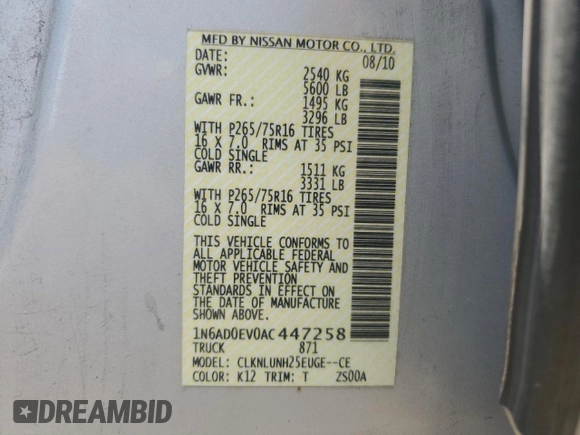 MFD BY NISSAN MOTOR CO., LTD.
DATE: 08/10
GVWR: 2540 KG
5600 LB
GAWR FR.: 1495 KG
3296 LB
WITH P265/75R16 TIRES
16 X 7.0 RIMS AT 35 PSI
COLD SINGLE
GAWR RR.: 1511 KG
3331 LB
WITH P265/75R16 TIRES
16 X 7.0 RIMS AT 35 PSI
COLD SINGLE
THIS VEHICLE CONFORMS TO
ALL APPLICABLE FEDERAL
MOTOR VEHICLE SAFETY AND
THEFT PREVENTION
STANDARDS IN EFFECT ON
THE DATE OF MANUFACTURE
SHOWN ABOVE.
1N6AD0EV0AC447258
TRUCK 871
MODEL: CLKNLUNH25EUGE--CE
COLOR: K12 TRIM: T ZS00A
DREAMBID